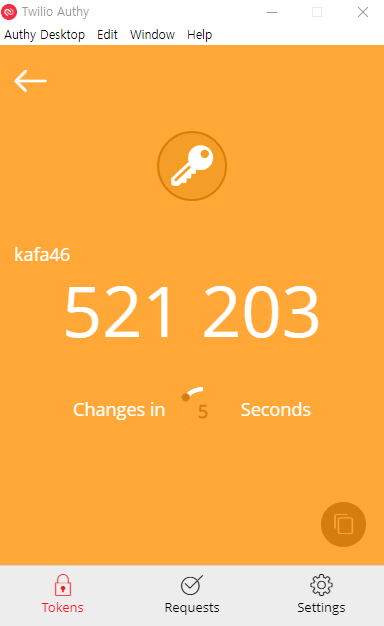 Twilio Authy
Authy Desktop Edit Window Help
kafa46
521 203
Changes in 5 Seconds
Tokens Requests Settings